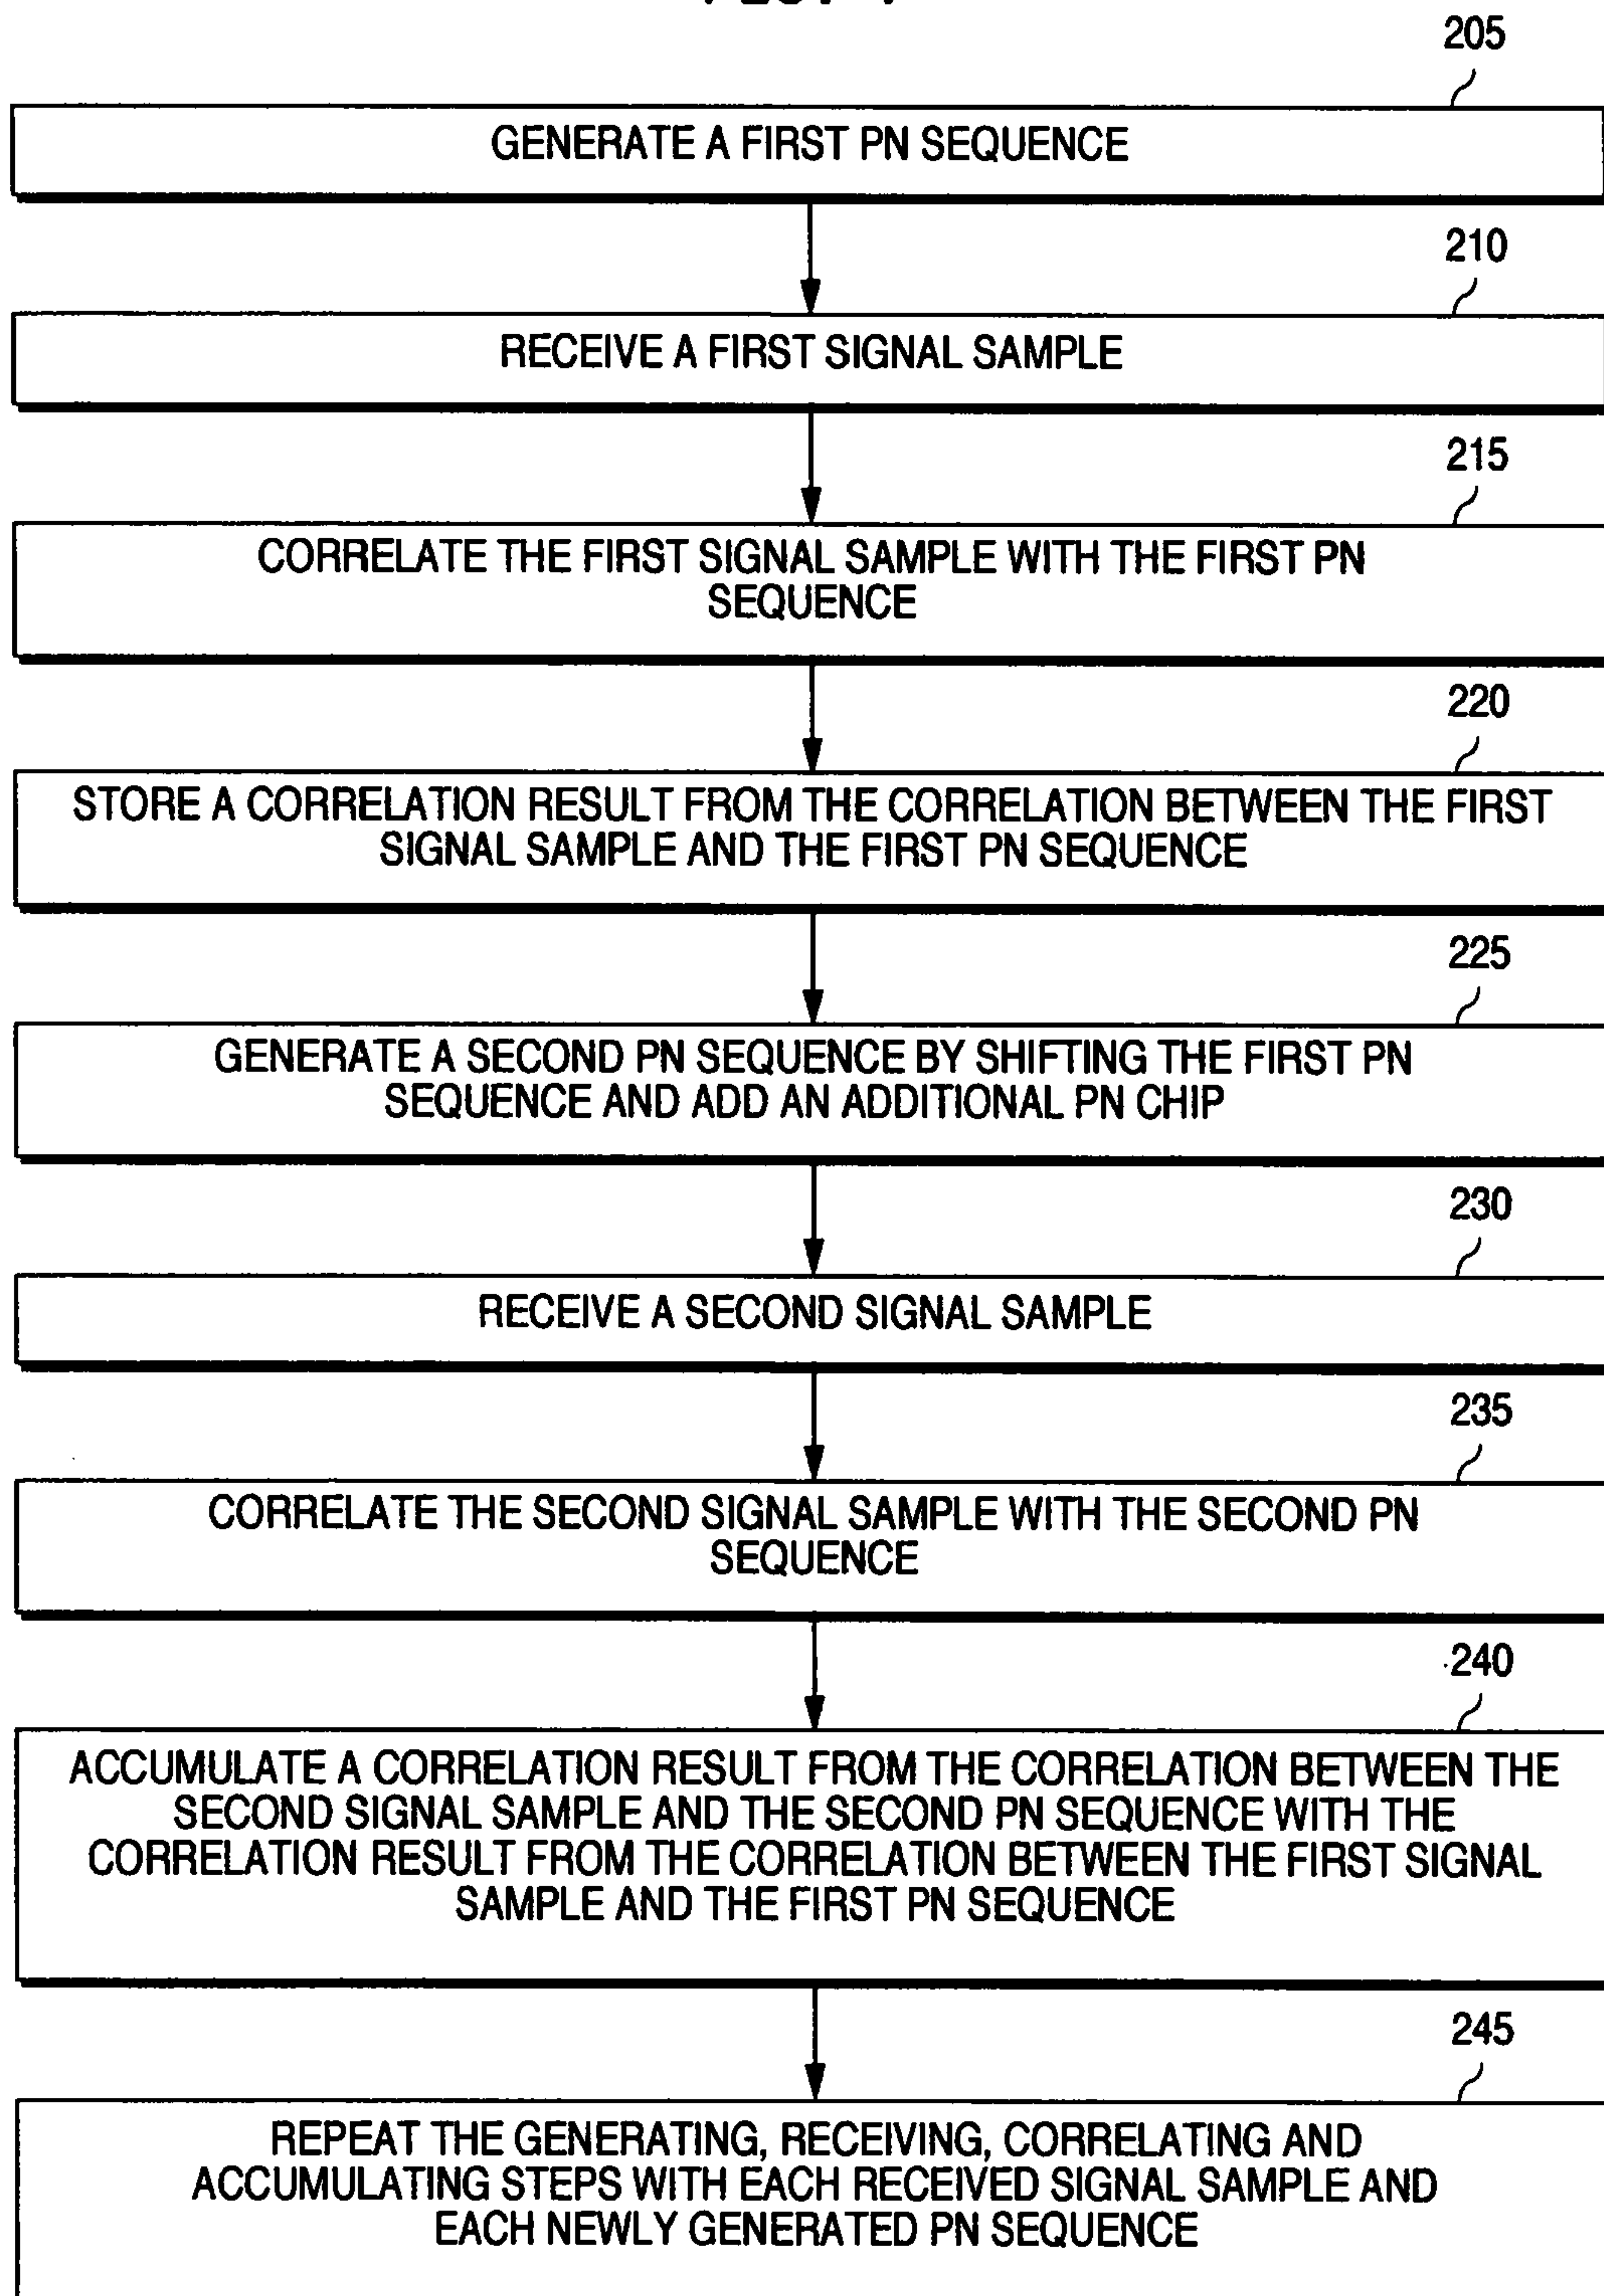 205
GENERATE A FIRST PN SEQUENCE
210
RECEIVE A FIRST SIGNAL SAMPLE
215
CORRELATE THE FIRST SIGNAL SAMPLE WITH THE FIRST PN
SEQUENCE
220
STORE A CORRELATION RESULT FROM THE CORRELATION BETWEEN THE FIRST
SIGNAL SAMPLE AND THE FIRST PN SEQUENCE
225
GENERATE A SECOND PN SEQUENCE BY SHIFTING THE FIRST PN
SEQUENCE AND ADD AN ADDITIONAL PN CHIP
230
RECEIVE A SECOND SIGNAL SAMPLE
235
CORRELATE THE SECOND SIGNAL SAMPLE WITH THE SECOND PN
SEQUENCE
240
ACCUMULATE A CORRELATION RESULT FROM THE CORRELATION BETWEEN THE
SECOND SIGNAL SAMPLE AND THE SECOND PN SEQUENCE WITH THE
CORRELATION RESULT FROM THE CORRELATION BETWEEN THE FIRST SIGNAL
SAMPLE AND THE FIRST PN SEQUENCE
245
REPEAT THE GENERATING, RECEIVING, CORRELATING AND
ACCUMULATING STEPS WITH EACH RECEIVED SIGNAL SAMPLE AND
EACH NEWLY GENERATED PN SEQUENCE